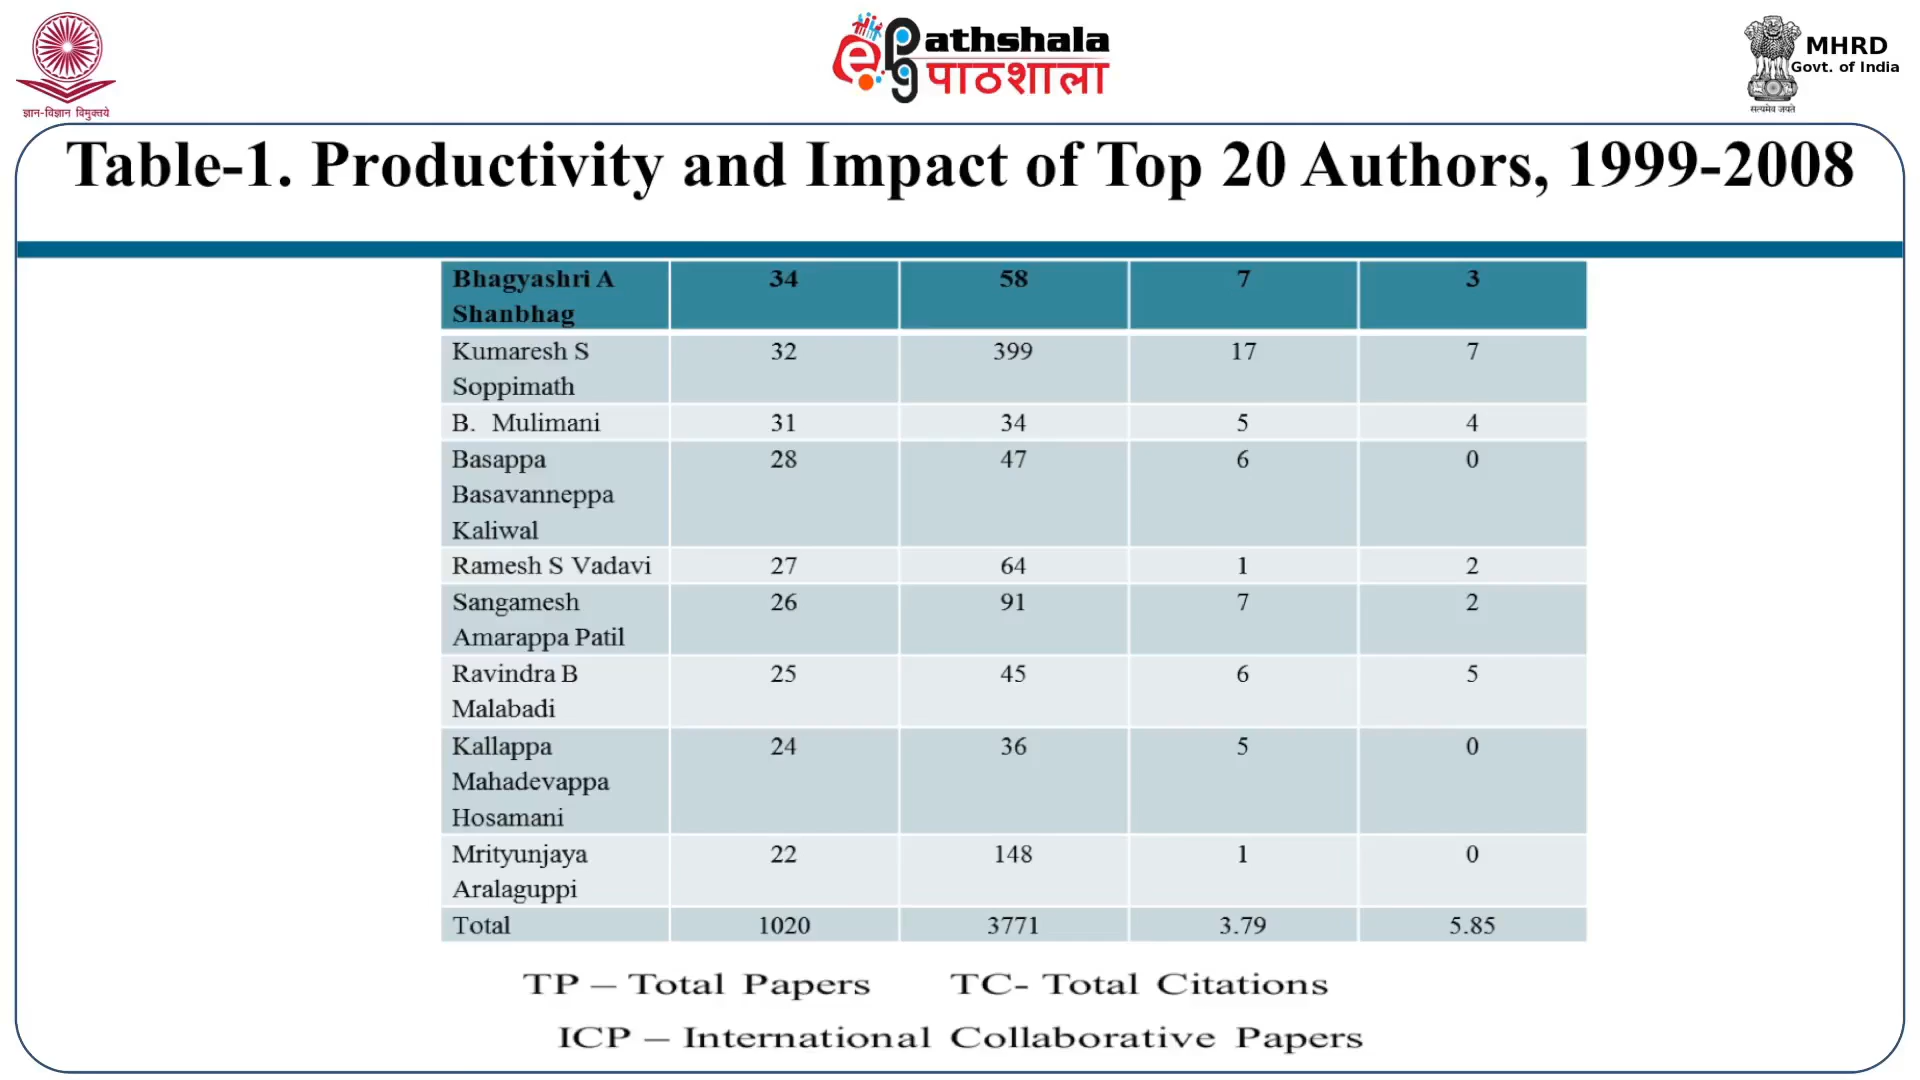 ज्ञान-विज्ञान विमुक्तये
ePG Pathshala
पाठशाला
MHRD
Govt. of India
सत्यमेव जयते
Table-1. Productivity and Impact of Top 20 Authors, 1999-2008
Bhagyashri A Shanbhag 34 58 7 3
Kumaresh S Soppimath 32 399 17 7
B. Mulimani 31 34 5 4
Basappa Basavanneppa Kaliwal 28 47 6 0
Ramesh S Vadavi 27 64 1 2
Sangamesh Amarappa Patil 26 91 7 2
Ravindra B Malabadi 25 45 6 5
Kallappa Mahadevappa Hosamani 24 36 5 0
Mrityunjaya Aralaguppi 22 148 1 0
Total 1020 3771 3.79 5.85
TP – Total Papers TC- Total Citations
ICP – International Collaborative Papers